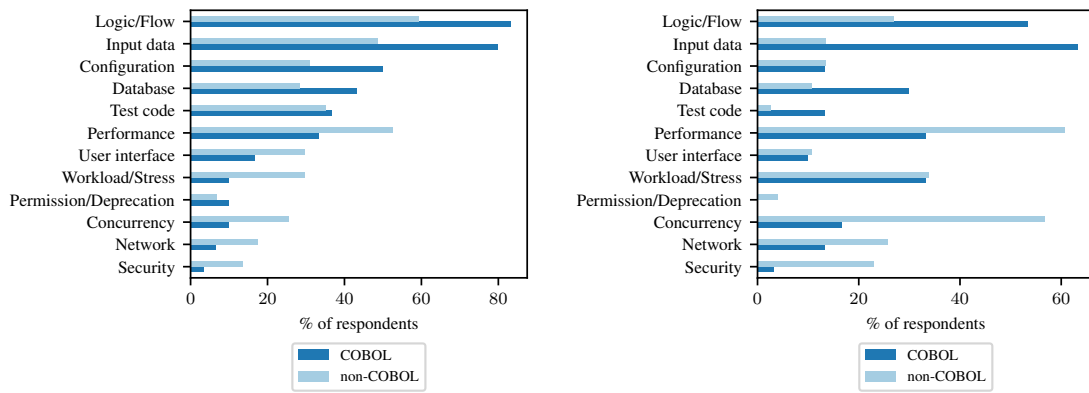 Logic/Flow
Input data
Configuration
Database
Test code
Performance
User interface
Workload/Stress
Permission/Deprecation
Concurrency
Network
Security
0 20 40 60 80
% of respondents
COBOL
non-COBOL
Logic/Flow
Input data
Configuration
Database
Test code
Performance
User interface
Workload/Stress
Permission/Deprecation
Concurrency
Network
Security
0 20 40 60
% of respondents
COBOL
non-COBOL